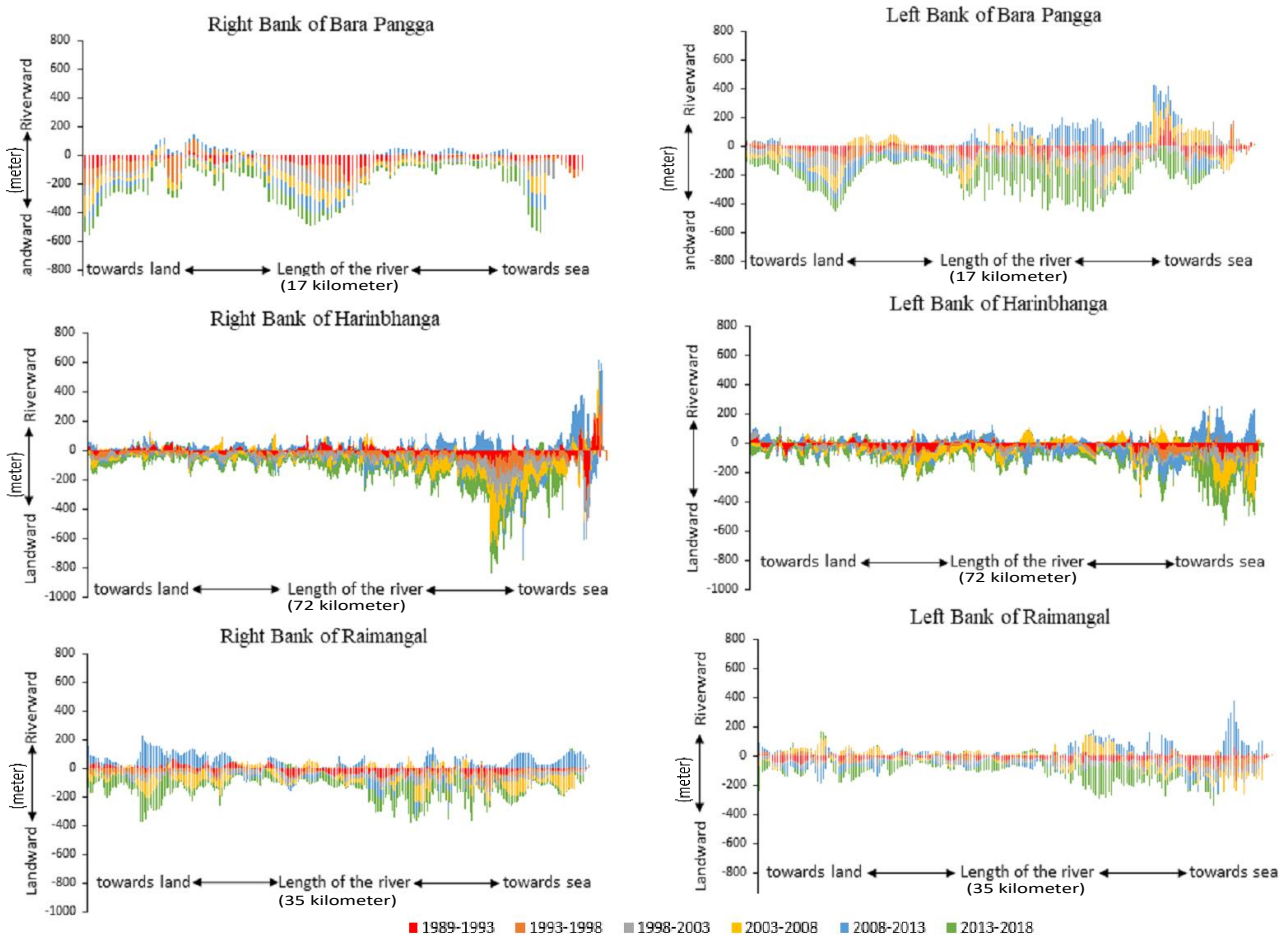 Right Bank of Bara Pangga
800
600
400
200
0
-200
-400
-600
-800
andward
(meter)
Riverward
towards land
Length of the river
towards sea
(17 kilometer)
Left Bank of Bara Pangga
800
600
400
200
0
-200
-400
-600
-800
andward
(meter)
Riverward
towards land
Length of the river
towards sea
(17 kilometer)
Right Bank of Harinbhanga
800
600
400
200
0
-200
-400
-600
-800
-1000
Landward
(meter)
Riverward
towards land
Length of the river
towards sea
(72 kilometer)
Left Bank of Harinbhanga
800
600
400
200
0
-200
-400
-600
-800
-1000
Landward
(meter)
Riverward
towards land
Length of the river
towards sea
(72 kilometer)
Right Bank of Raimangal
800
600
400
200
0
-200
-400
-600
-800
-1000
Landward
(meter)
Riverward
towards land
Length of the river
towards sea
(35 kilometer)
Left Bank of Raimangal
800
600
400
200
0
-200
-400
-600
-800
Landward
(meter)
Riverward
towards land
Length of the river
towards sea
(35 kilometer)
1989-1993 1993-1998 1998-2003 2003-2008 2008-2013 2013-2018